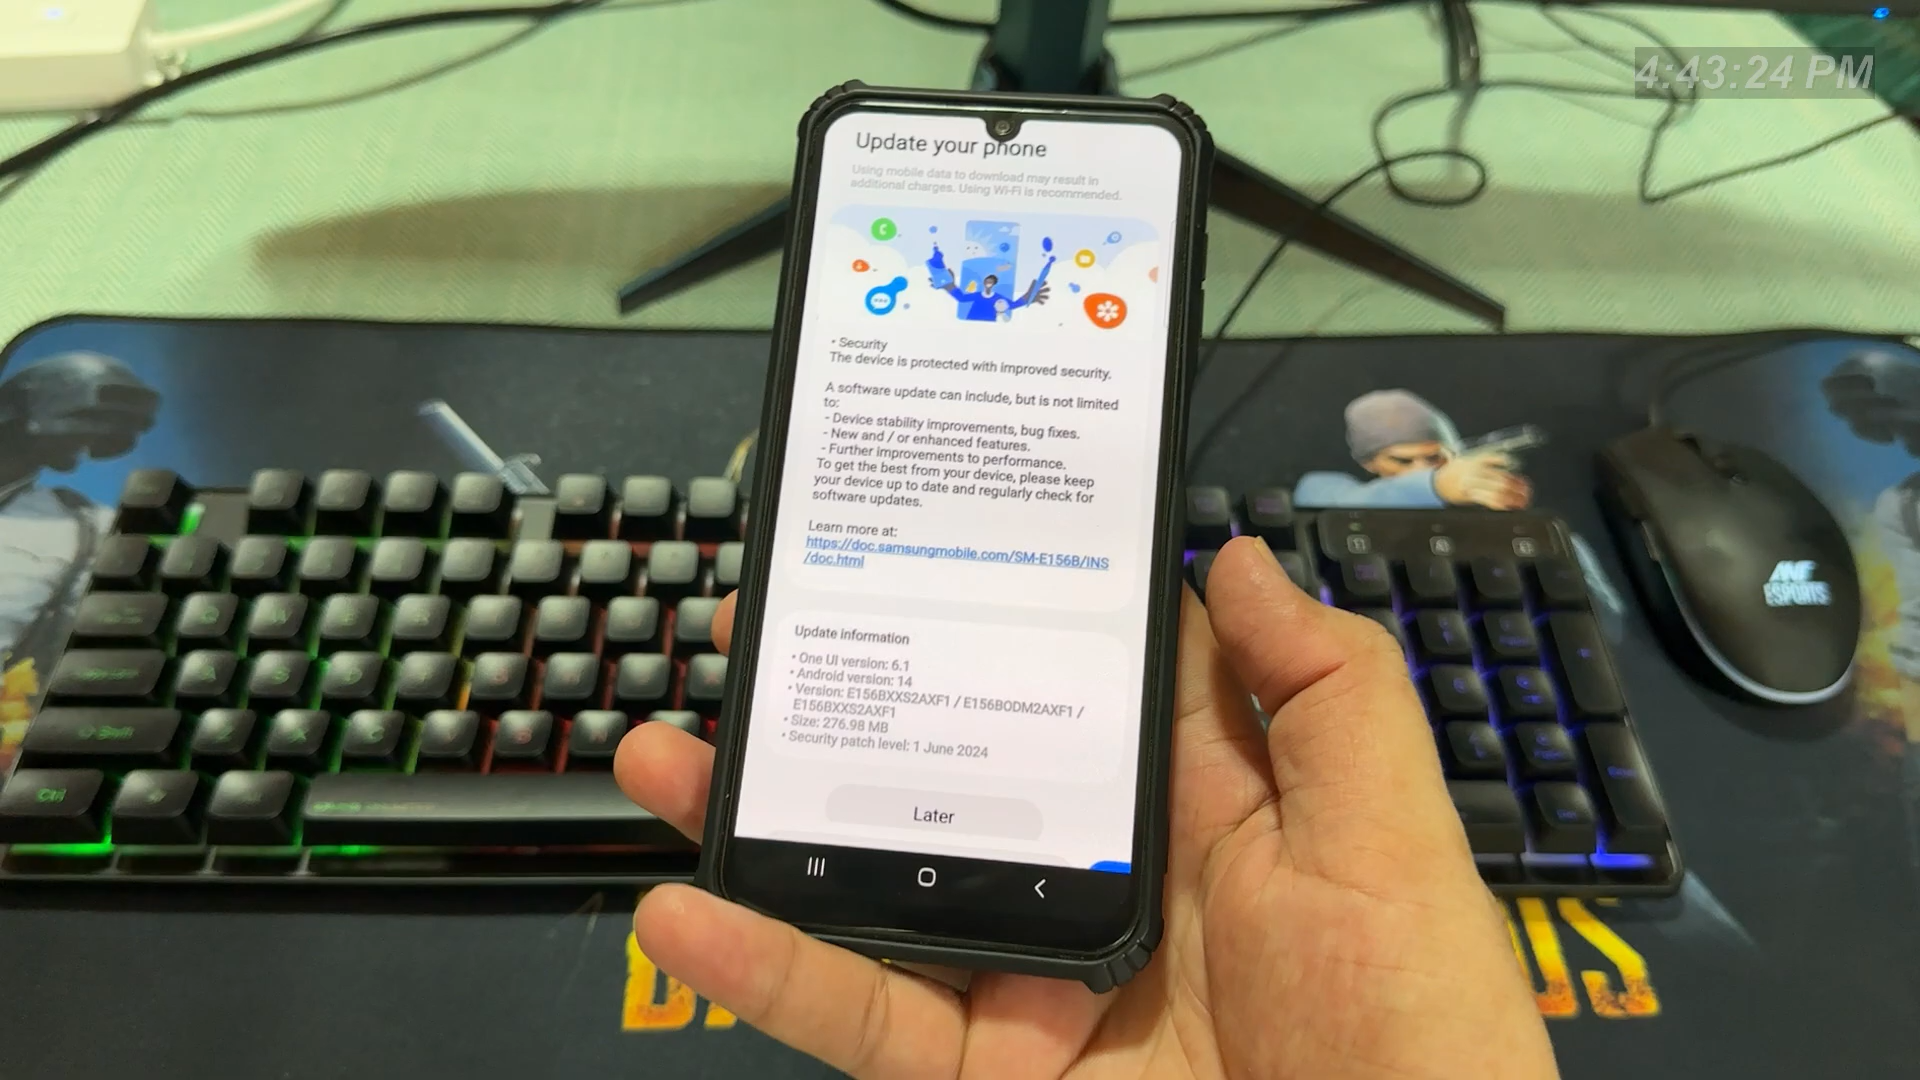 4:43:24 PM
Update your phone
Using mobile data to download may result in
additional charges. Using Wi-Fi is recommended.
• Security
The device is protected with improved security.
A software update can include, but is not limited
to:
- Device stability improvements, bug fixes.
- New and / or enhanced features.
- Further improvements to performance.
To get the best from your device, please keep
your device up to date and regularly check for
software updates.
Learn more at:
https://doc.samsungmobile.com/SM-E156B/INS
/doc.html
Update information
• One UI version: 6.1
• Android version: 14
• Version: E156BXXS2AXF1 / E156BODM2AXF1 /
E156BXXS2AXF1
• Size: 276.98 MB
• Security patch level: 1 June 2024
Later
ANT
ESPORTS
Ctrl
Shift